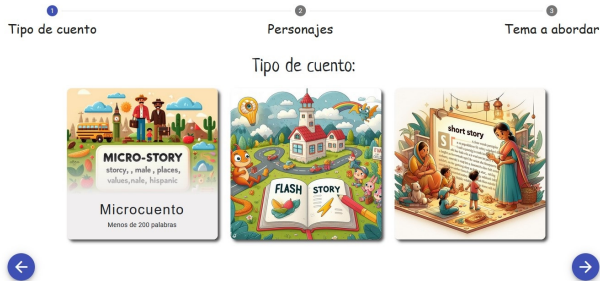 1
2
3
Tipo de cuento
Personajes
Tema a abordar
Tipo de cuento:
MICRO-STORY
storcy, , male , places,
values,nale, hispanic
Microcuento
Menos de 200 palabras
FLASH STORY
short story
S